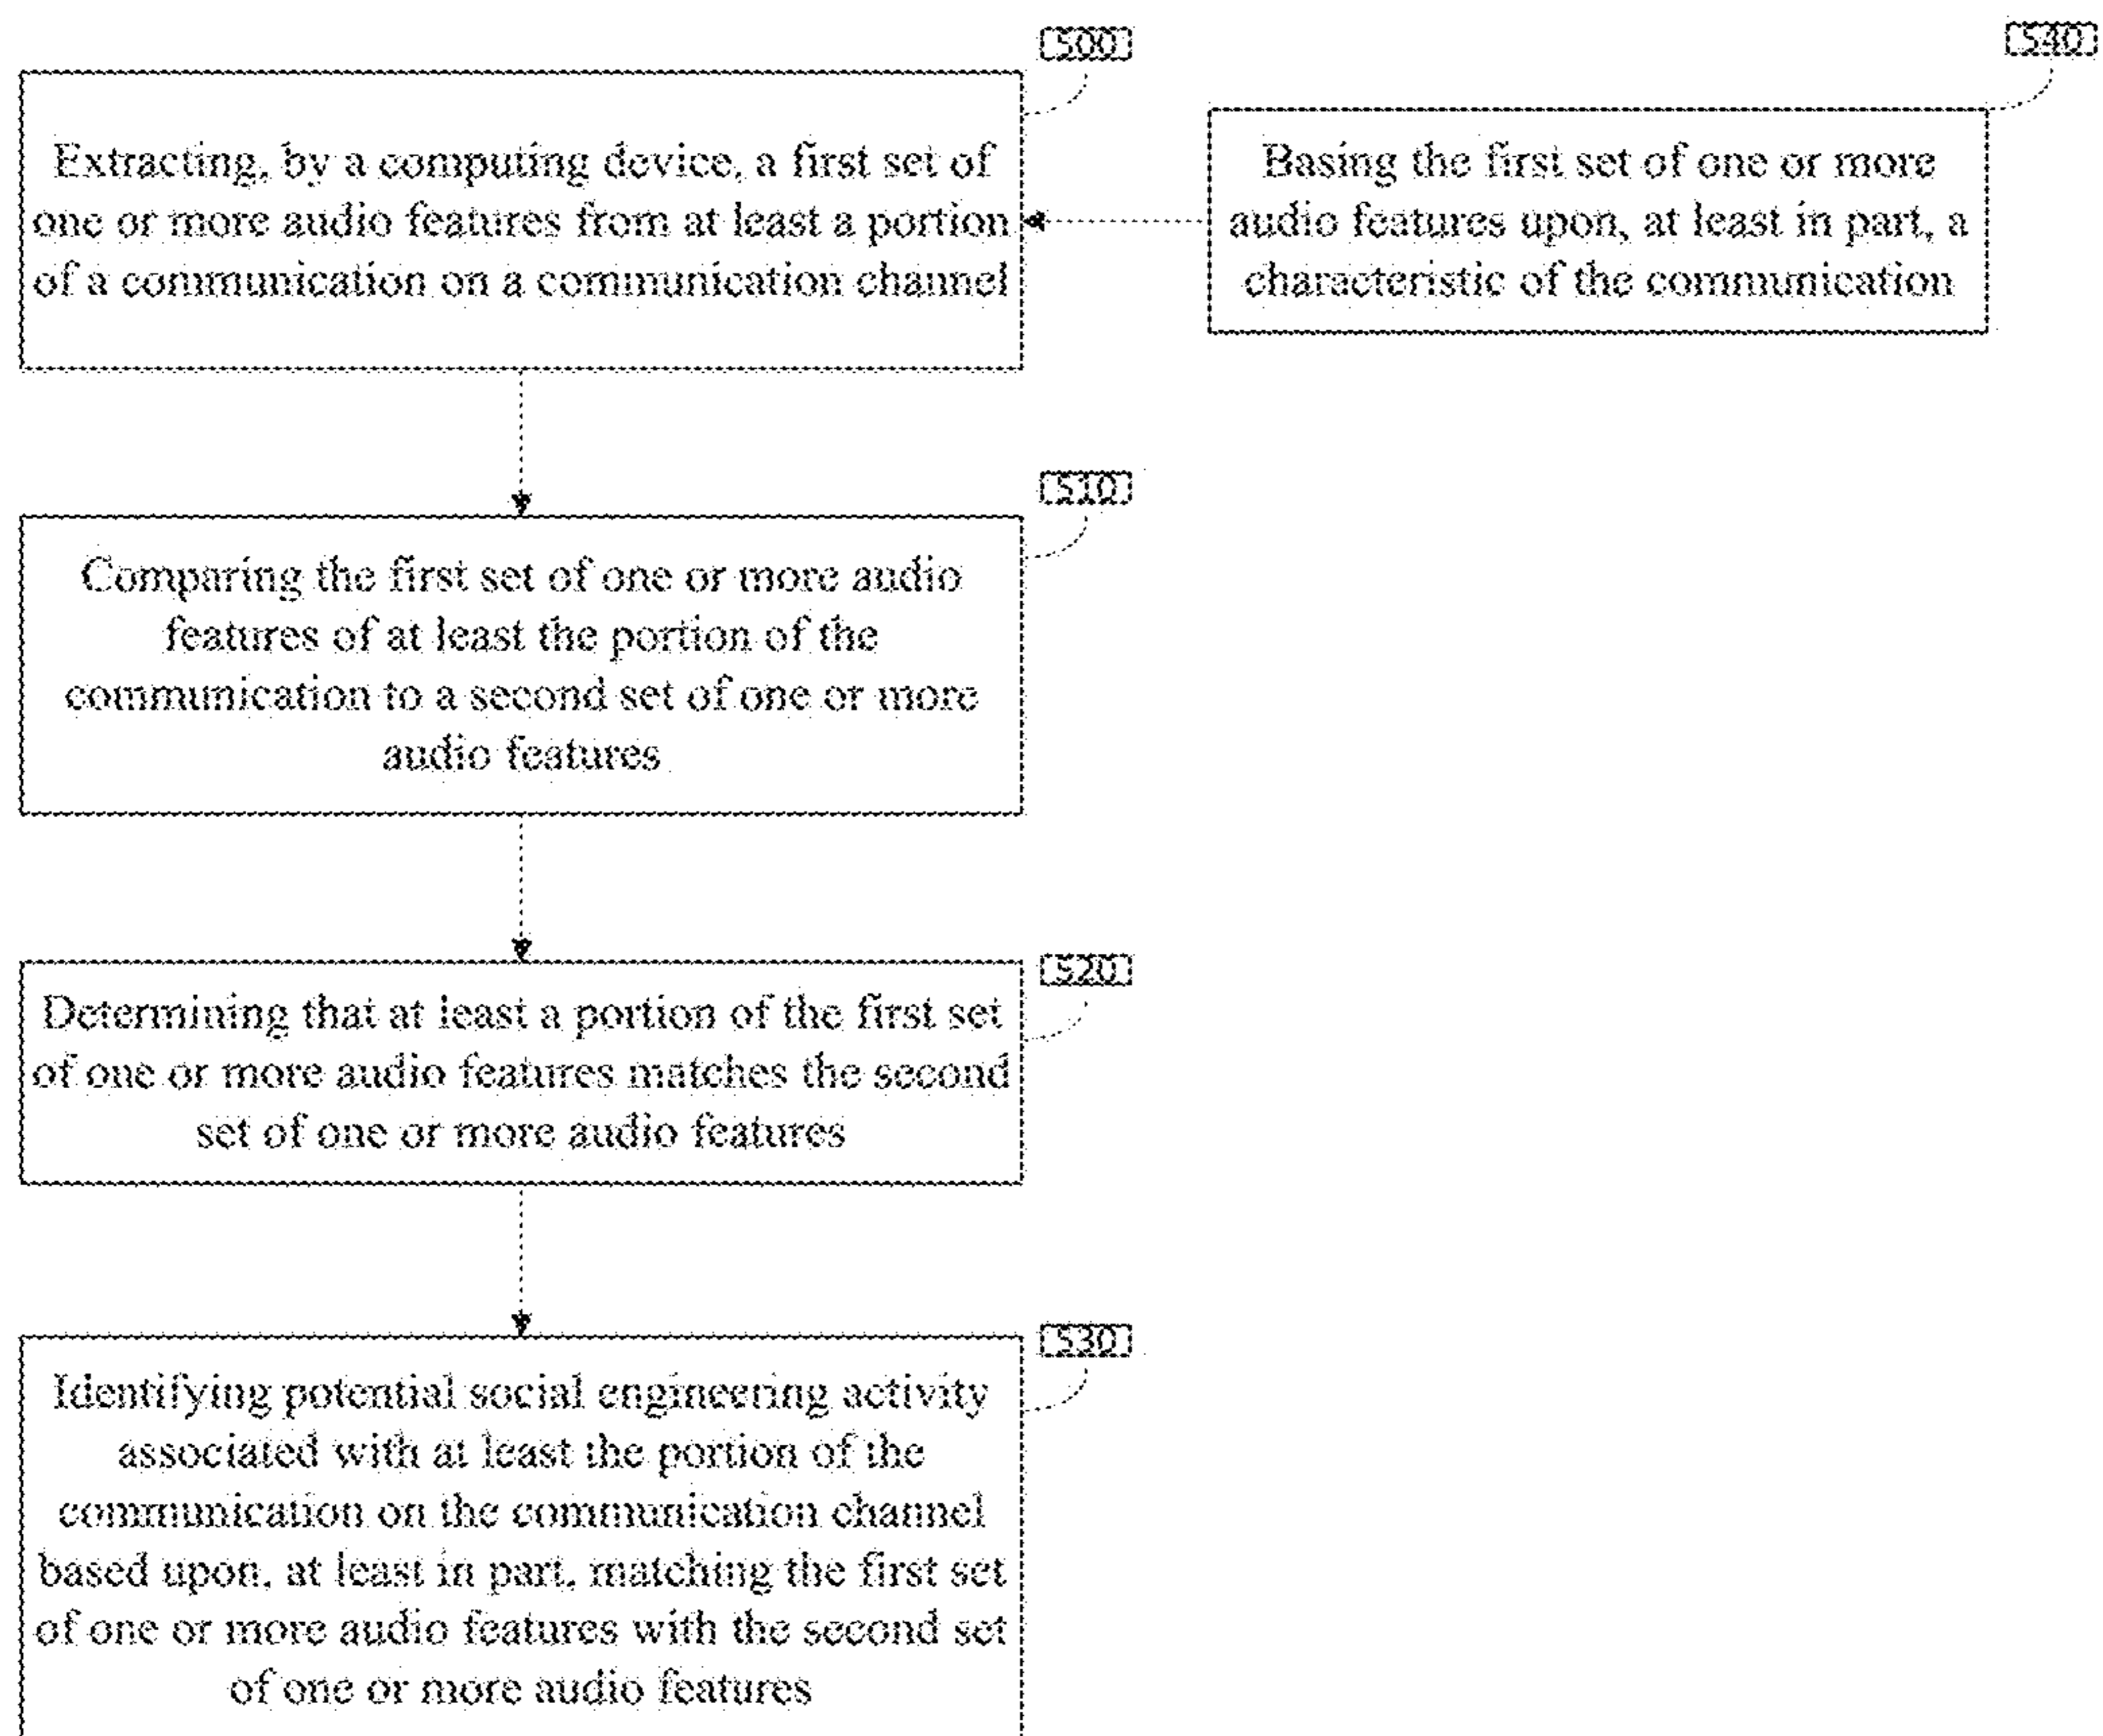 500
Extracting, by a computing device, a first set of
one or more audio features from at least a portion
of a communication on a communication channel
540
Basing the first set of one or more
audio features upon, at least in part, a
characteristic of the communication
510
Comparing the first set of one or more audio
features of at least the portion of the
communication to a second set of one or more
audio features
520
Determining that at least a portion of the first set
of one or more audio features matches the second
set of one or more audio features
530
Identifying potential social engineering activity
associated with at least the portion of the
communication on the communication channel
based upon, at least in part, matching the first set
of one or more audio features with the second set
of one or more audio features